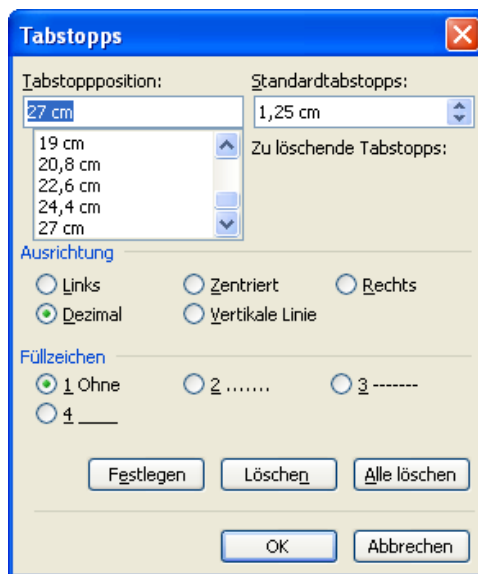 Tabstopps
Tabstoppposition: Standardtabstopps:
27 cm 1,25 cm
19 cm Zu löschende Tabstopps:
20,8 cm
22,6 cm
24,4 cm
27 cm
Ausrichtung
Links Zentriert Rechts
Dezimal Vertikale Linie
Füllzeichen
1 Ohne 2 ....... 3 -------
4 ____
Festlegen Löschen Alle löschen
OK Abbrechen